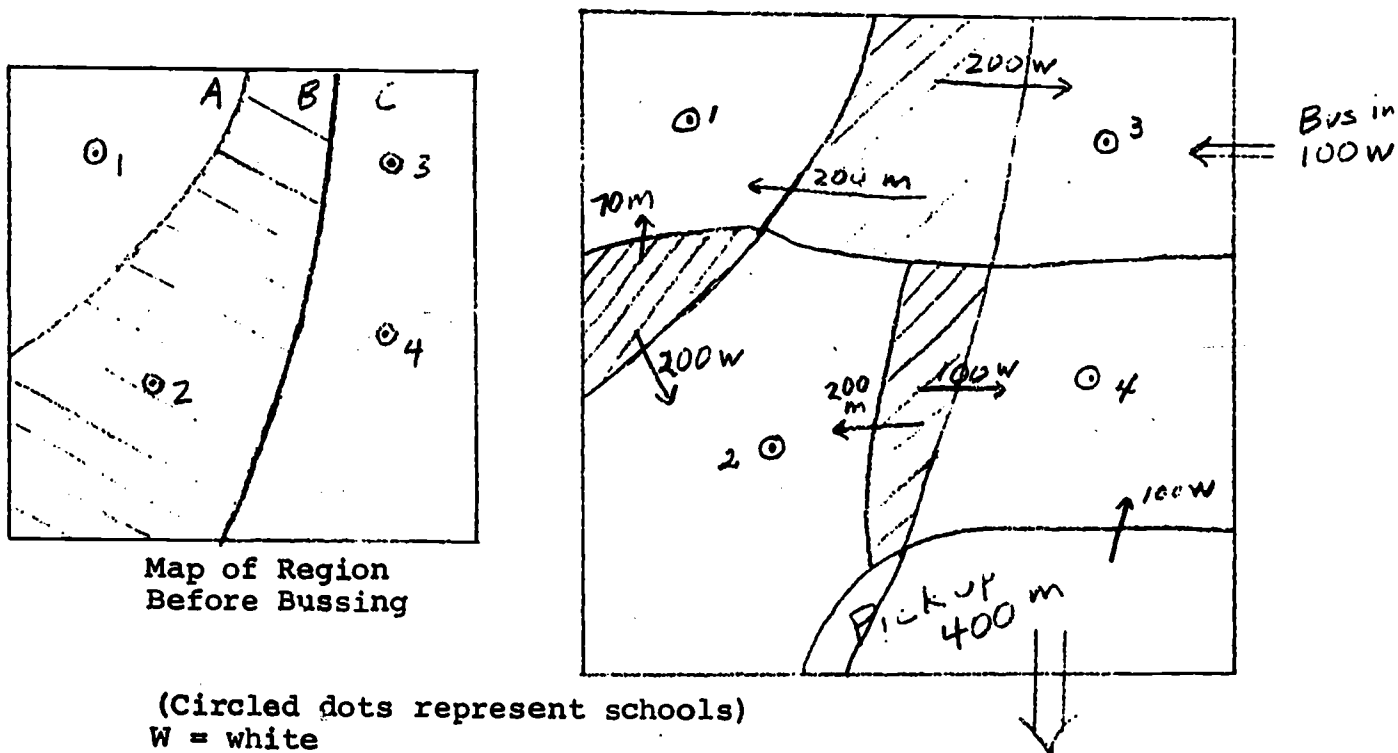 A B C
1
3
4
2
Map of Region
Before Bussing
(Circled dots represent schools)
W = white
200 W
1
3
Bus in
100 W
200 m
70 m
200 W
200
m
100 W
4
2
100 W
Pick up
400 m